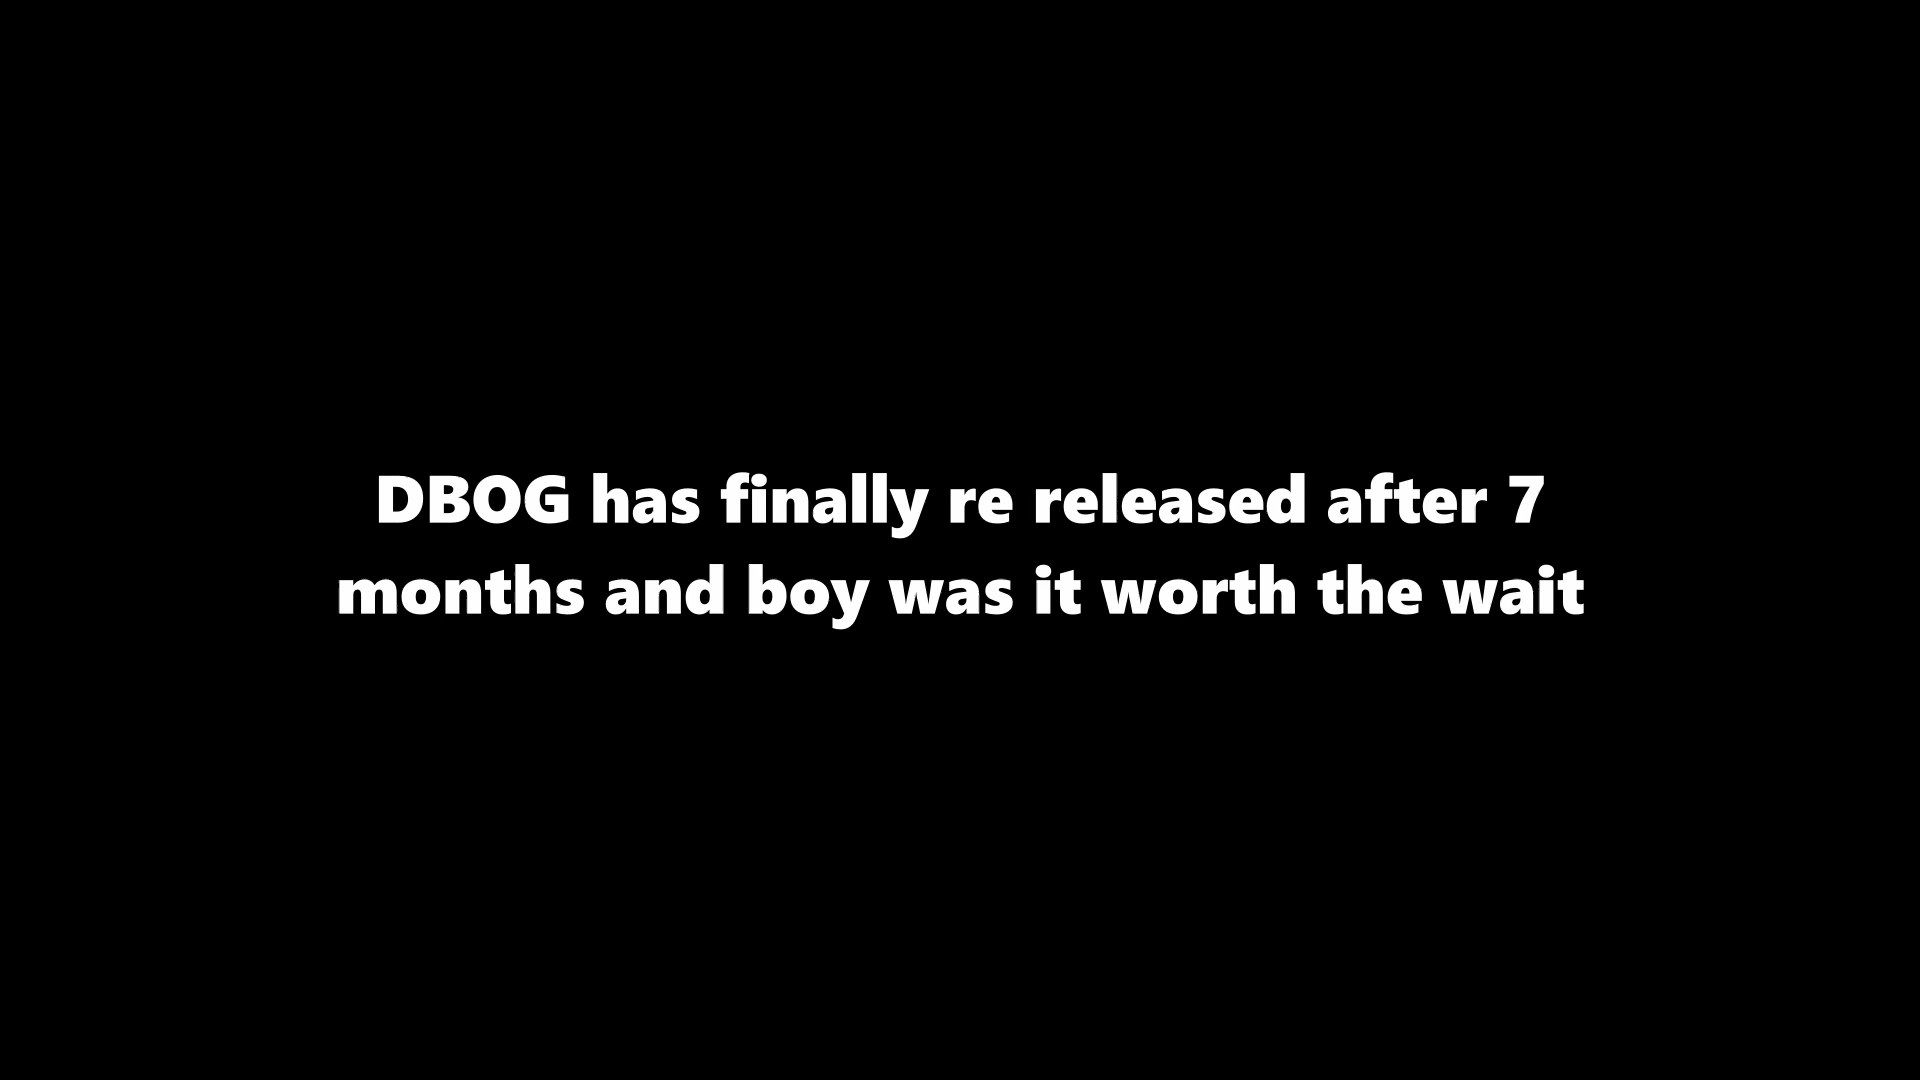 DBOG has finally re released after 7
months and boy was it worth the wait